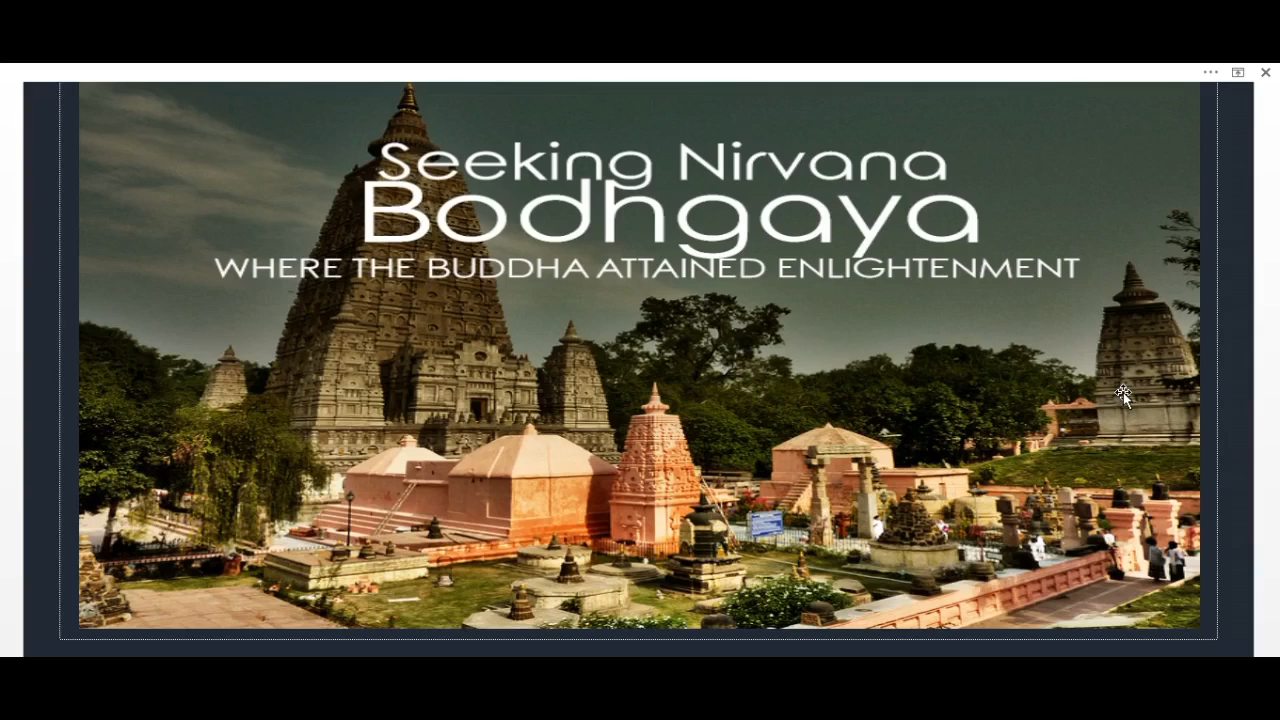 Seeking Nirvana
Bodhgaya
WHERE THE BUDDHA ATTAINED ENLIGHTENMENT